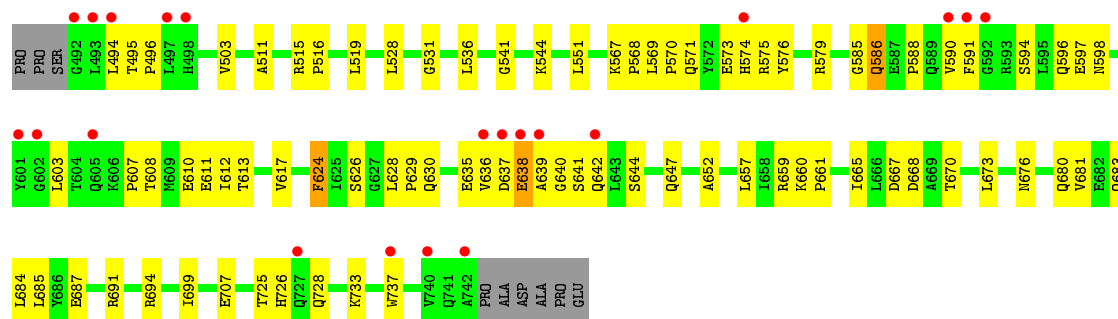 PRO PRO SER G492 L493 L494 T495 P496 L497 H498 V503 A511 R515 P516 L519 L528 G531 L536 G541 K544 L551 K567 P568 L569 P570 Q571 Y572 E573 H574 R575 Y576 R579 G585 Q586 E587 P588 Q589 V590 F591 G592 R593 S594 L595 Q596 E597 N598
Y601 G602 L603 T604 Q605 K606 P607 T608 M609 E610 E611 I612 T613 V617 F624 I625 S626 G627 L628 P629 Q630 E635 V636 D637 E638 A639 G640 S641 Q642 L643 S644 Q647 A652 L657 I658 R659 K660 P661 I665 L666 D667 D668 A669 T670 L673 N676 Q680 V681 E682
L684 L685 Y686 E687 R691 R694 I699 E707 T725 H726 Q727 Q728 K733 W737 V740 Q741 A742 PRO ALA ASP ALA PRO GLU